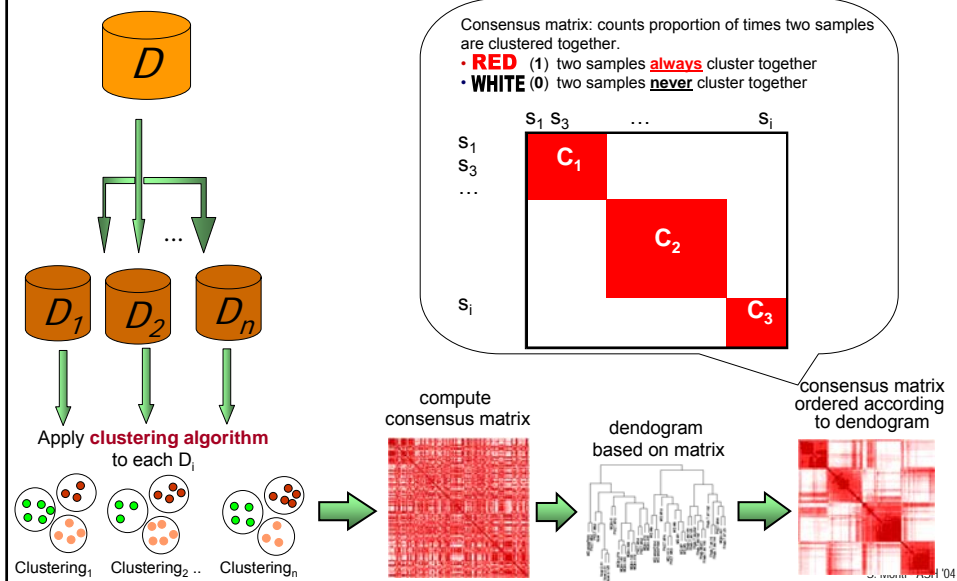 D
...
D1 D2 Dn
Apply clustering algorithm
to each Di
Clustering1 Clustering2 .. Clusteringn
compute
consensus matrix
dendogram
based on matrix
consensus matrix
ordered according
to dendogram
Consensus matrix: counts proportion of times two samples
are clustered together.
• RED (1) two samples always cluster together
• WHITE (0) two samples never cluster together
s1 s3 ... si
s1
s3
...
si
C1
C2
C3
ASH '04